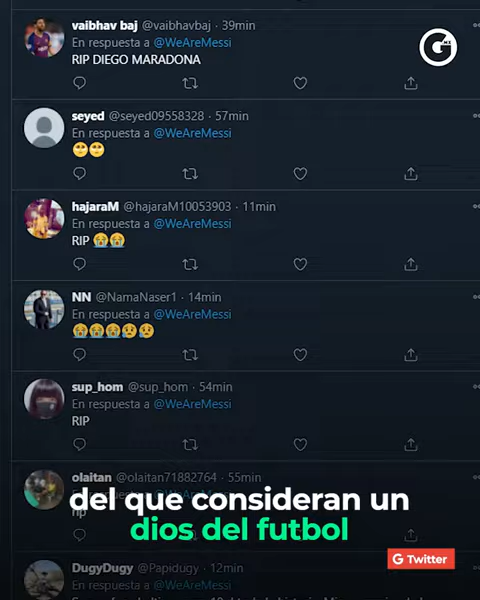 vaibhav baj @vaibhavbaj · 39min
En respuesta a @WeAreMessi
RIP DIEGO MARADONA
seyed @seyed09558328 · 57min
En respuesta a @WeAreMessi
🙄🙄
hajaraM @hajaraM10053903 · 11min
En respuesta a @WeAreMessi
RIP 😭😭
NN @NamaNaser1 · 14min
En respuesta a @WeAreMessi
😭😭😭😢😢
sup_hom @sup_hom · 54min
En respuesta a @WeAreMessi
RIP
olaitan @olaitan71882764 · 55min
del que consideran un
dios del futbol
G Twitter
DugyDugy @Papidugy · 12min
En respuesta a @WeAreMessi